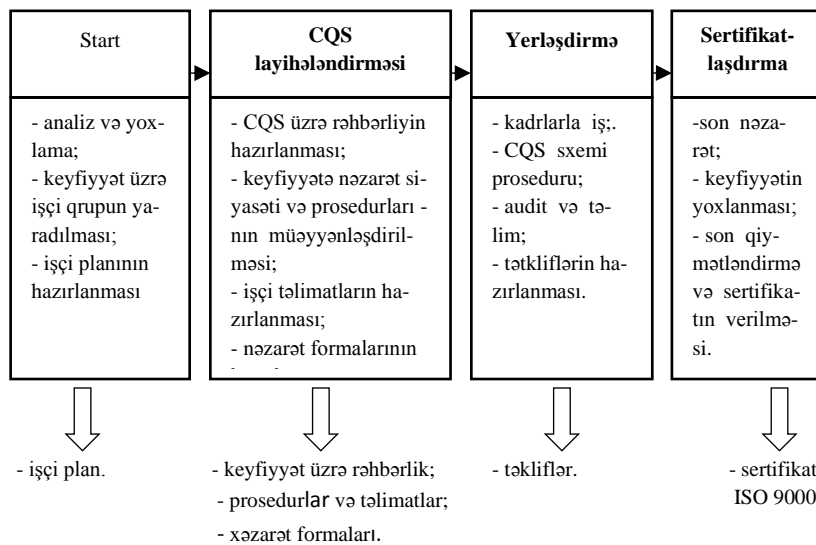 Start
- analiz və yox-
lama;
- keyfiyyət üzrə
işçi qrupun ya-
radılması;
- işçi planının
hazırlanması
- işçi plan.
CQS
layihələndirməsi
- CQS üzrə rəhbərliyin
hazırlanması;
- keyfiyyətə nəzarət si-
yasəti və prosedurları -
nın müəyyənləşdiril-
məsi;
- işçi təlimatların ha-
zırlanması;
- nəzarət formalarının
- keyfiyyət üzrə rəhbərlik;
- prosedurlar və təlimatlar;
- xəzarət formaları.
Yerləşdirmə
- kadrlarla iş;.
- CQS sxemi
proseduru;
- audit və tə-
lim;
- tətkliflərin ha-
zırlanması.
- təkliflər.
Sertifikat-
laşdırma
-son nəza-
rət;
- keyfiyyətin
yoxlanması;
- son qiy-
mətləndirmə
və sertifika-
tın verilmə-
si.
- sertifikat
ISO 9000